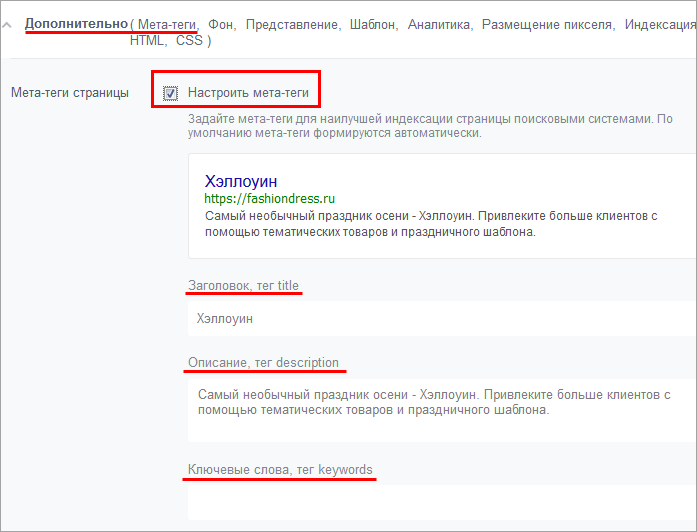 Дополнительно ( Мета-теги, Фон, Представление, Шаблон, Аналитика, Размещение пикселя, Индексация
HTML, CSS )
Мета-теги страницы Настроить мета-теги
Задайте мета-теги для наилучшей индексации страницы поисковыми системами. По
умолчанию мета-теги формируются автоматически.
Хэллоуин
https://fashiondress.ru
Самый необычный праздник осени - Хэллоуин. Привлеките больше клиентов с
помощью тематических товаров и праздничного шаблона.
Заголовок, тег title
Хэллоуин
Описание, тег description
Самый необычный праздник осени - Хэллоуин. Привлеките больше клиентов с
помощью тематических товаров и праздничного шаблона.
Ключевые слова, тег keywords